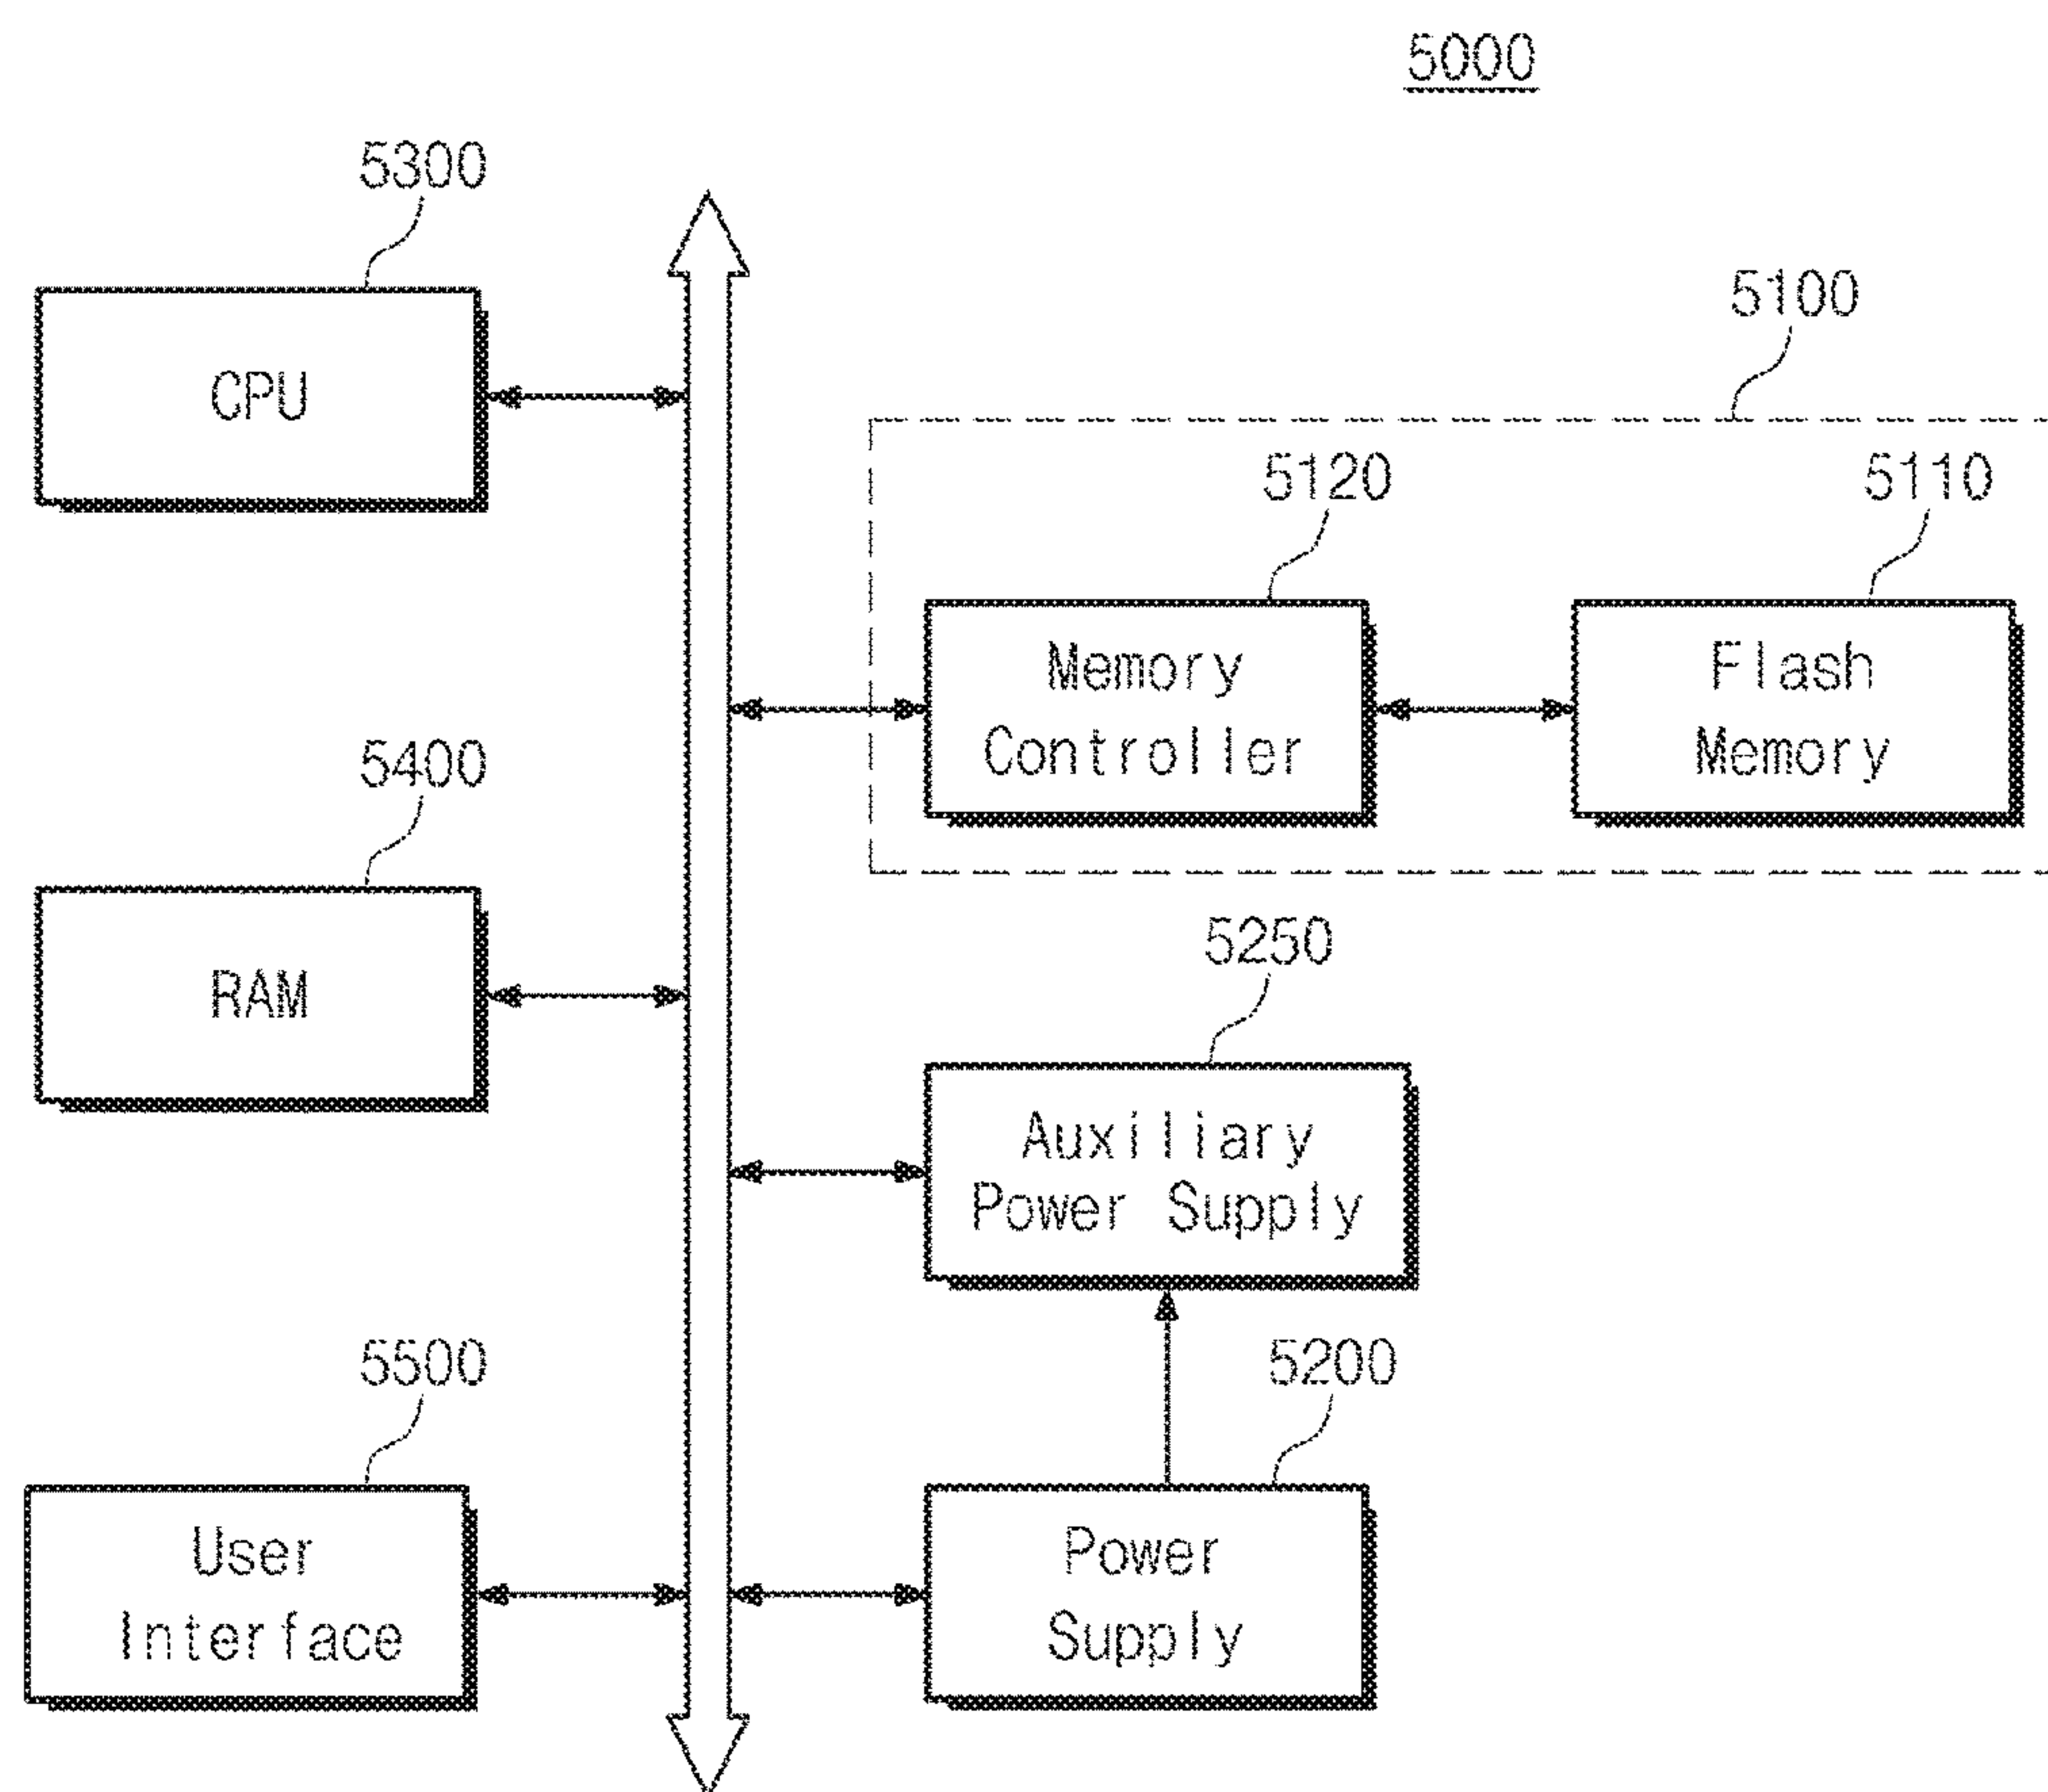 5000
5300
CPU
5100
5120
5110
Memory
Controller
Flash
Memory
5400
RAM
5250
Auxiliary
Power Supply
5500
User
Interface
5200
Power
Supply